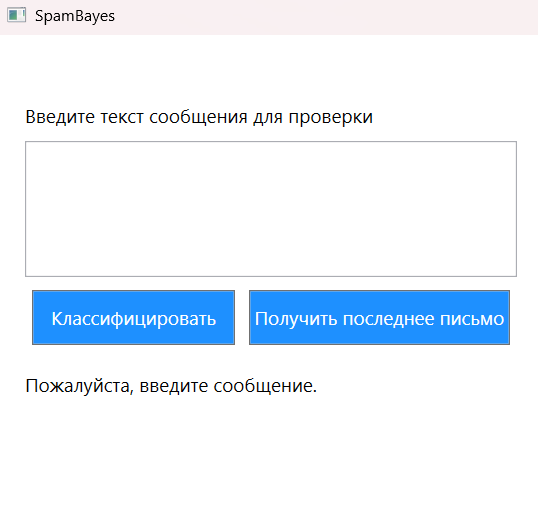 SpamBayes
Введите текст сообщения для проверки
Классифицировать
Получить последнее письмо
Пожалуйста, введите сообщение.